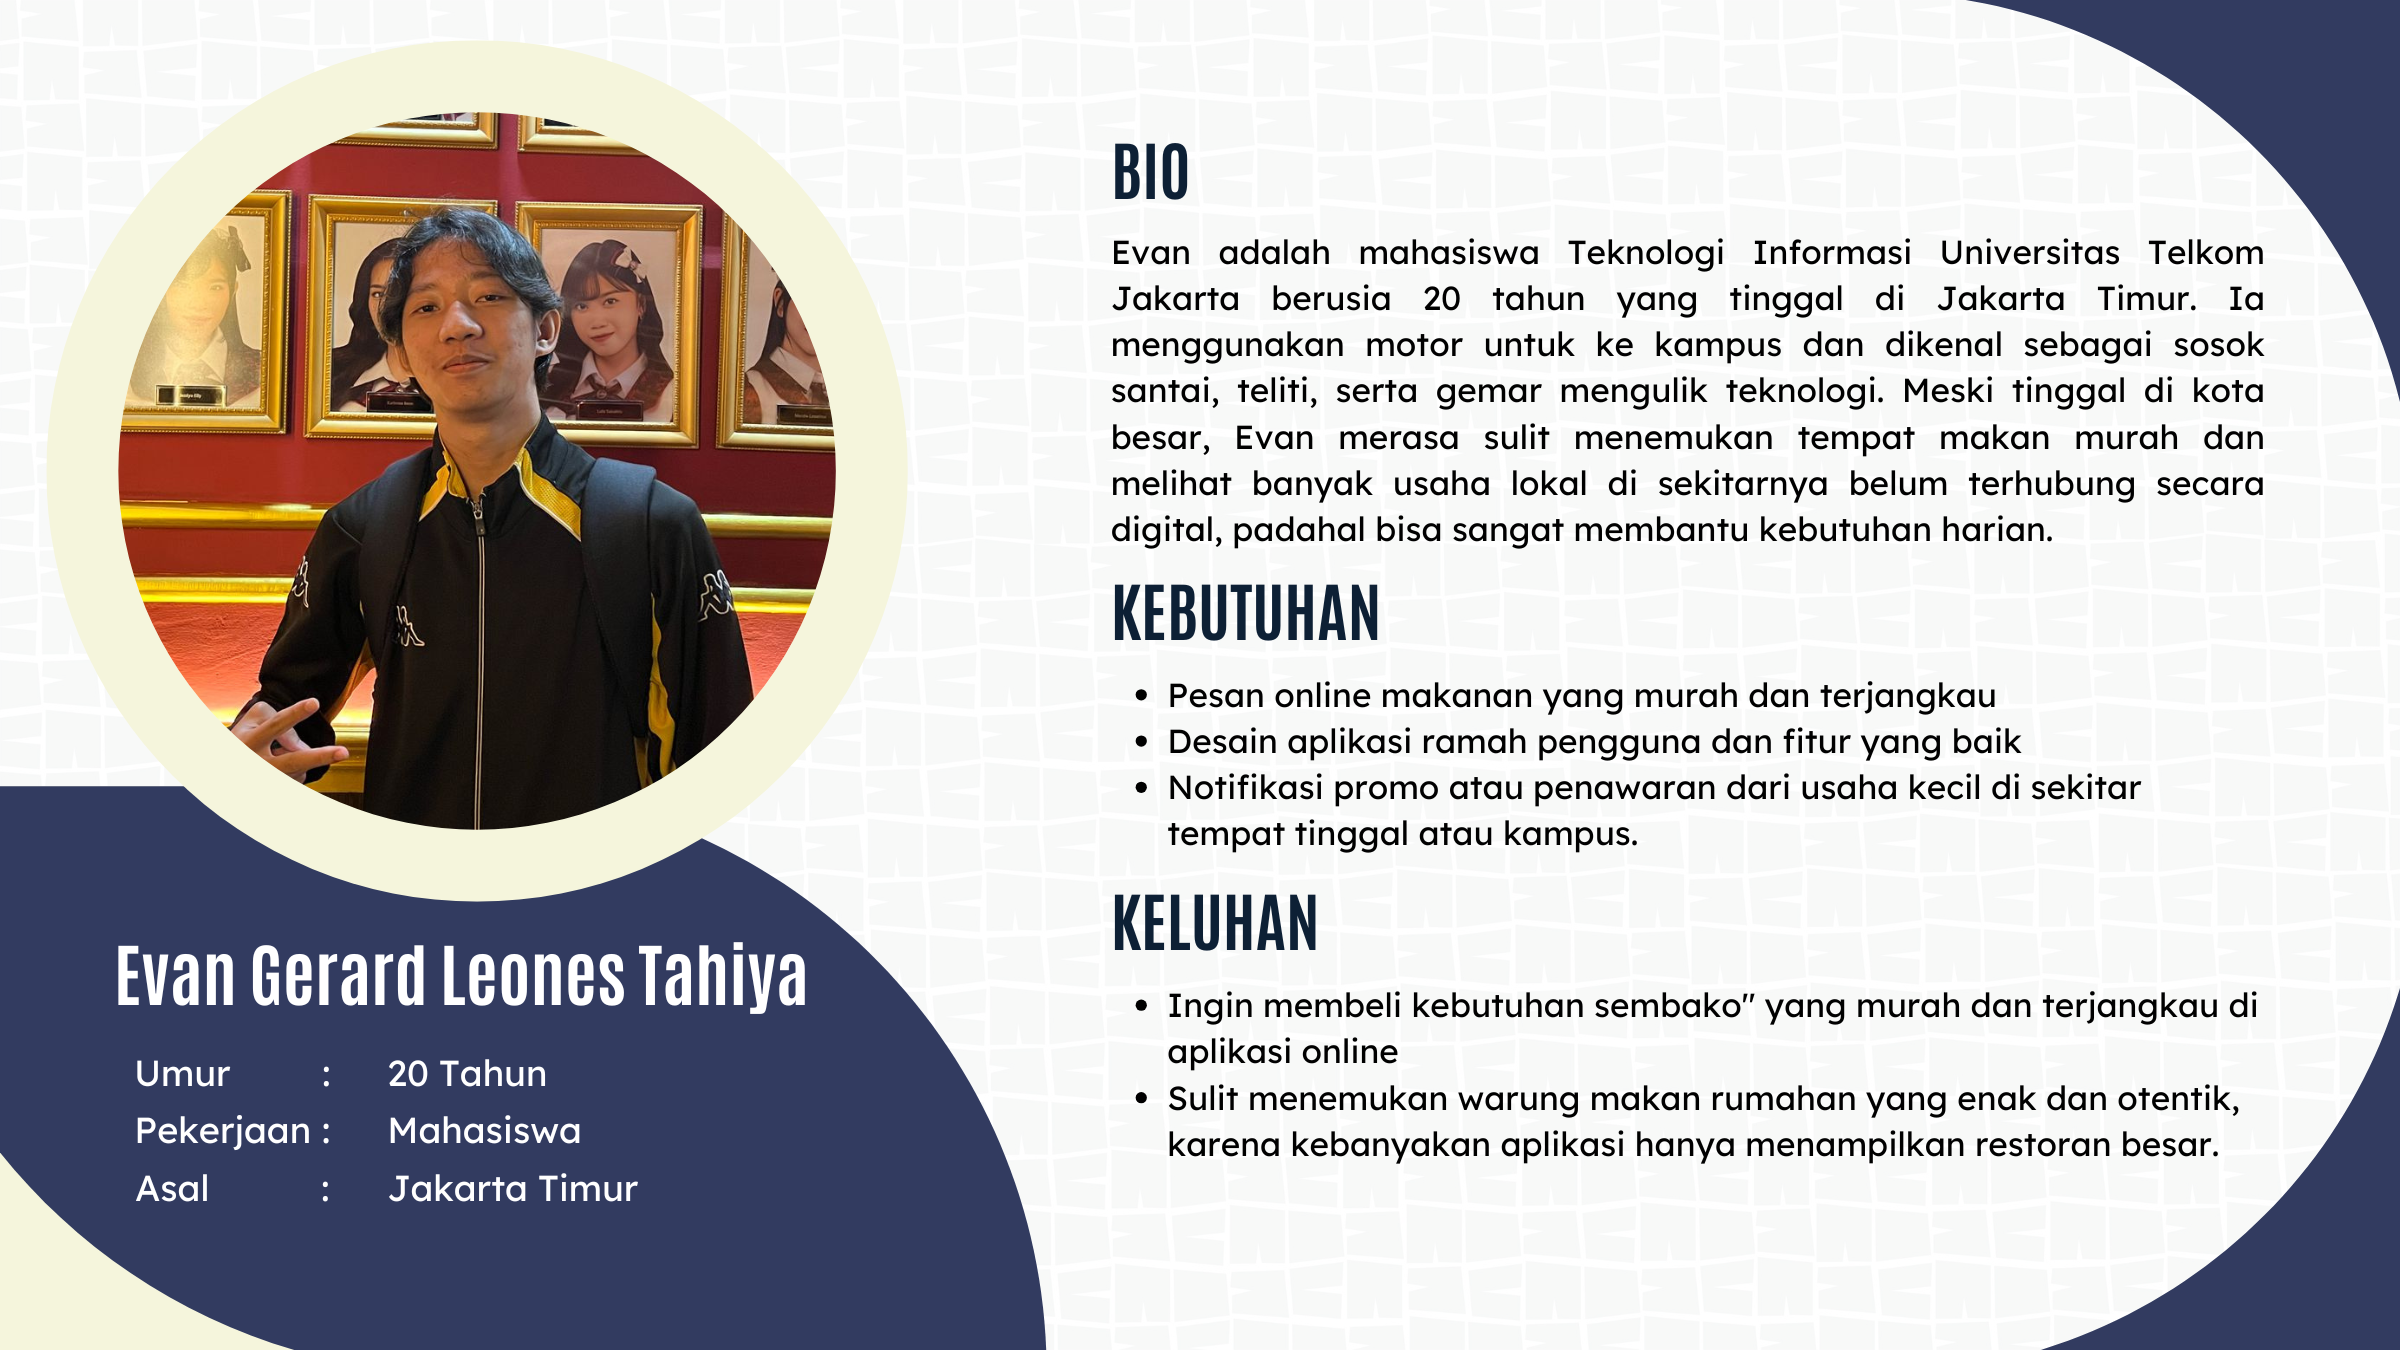 BIO
Evan adalah mahasiswa Teknologi Informasi Universitas Telkom
Jakarta berusia 20 tahun yang tinggal di Jakarta Timur. Ia
menggunakan motor untuk ke kampus dan dikenal sebagai sosok
santai, teliti, serta gemar mengulik teknologi. Meski tinggal di kota
besar, Evan merasa sulit menemukan tempat makan murah dan
melihat banyak usaha lokal di sekitarnya belum terhubung secara
digital, padahal bisa sangat membantu kebutuhan harian.
KEBUTUHAN
• Pesan online makanan yang murah dan terjangkau
• Desain aplikasi ramah pengguna dan fitur yang baik
• Notifikasi promo atau penawaran dari usaha kecil di sekitar
tempat tinggal atau kampus.
KELUHAN
• Ingin membeli kebutuhan sembako" yang murah dan terjangkau di
aplikasi online
• Sulit menemukan warung makan rumahan yang enak dan otentik,
karena kebanyakan aplikasi hanya menampilkan restoran besar.
Evan Gerard Leones Tahiya
Umur : 20 Tahun
Pekerjaan : Mahasiswa
Asal : Jakarta Timur